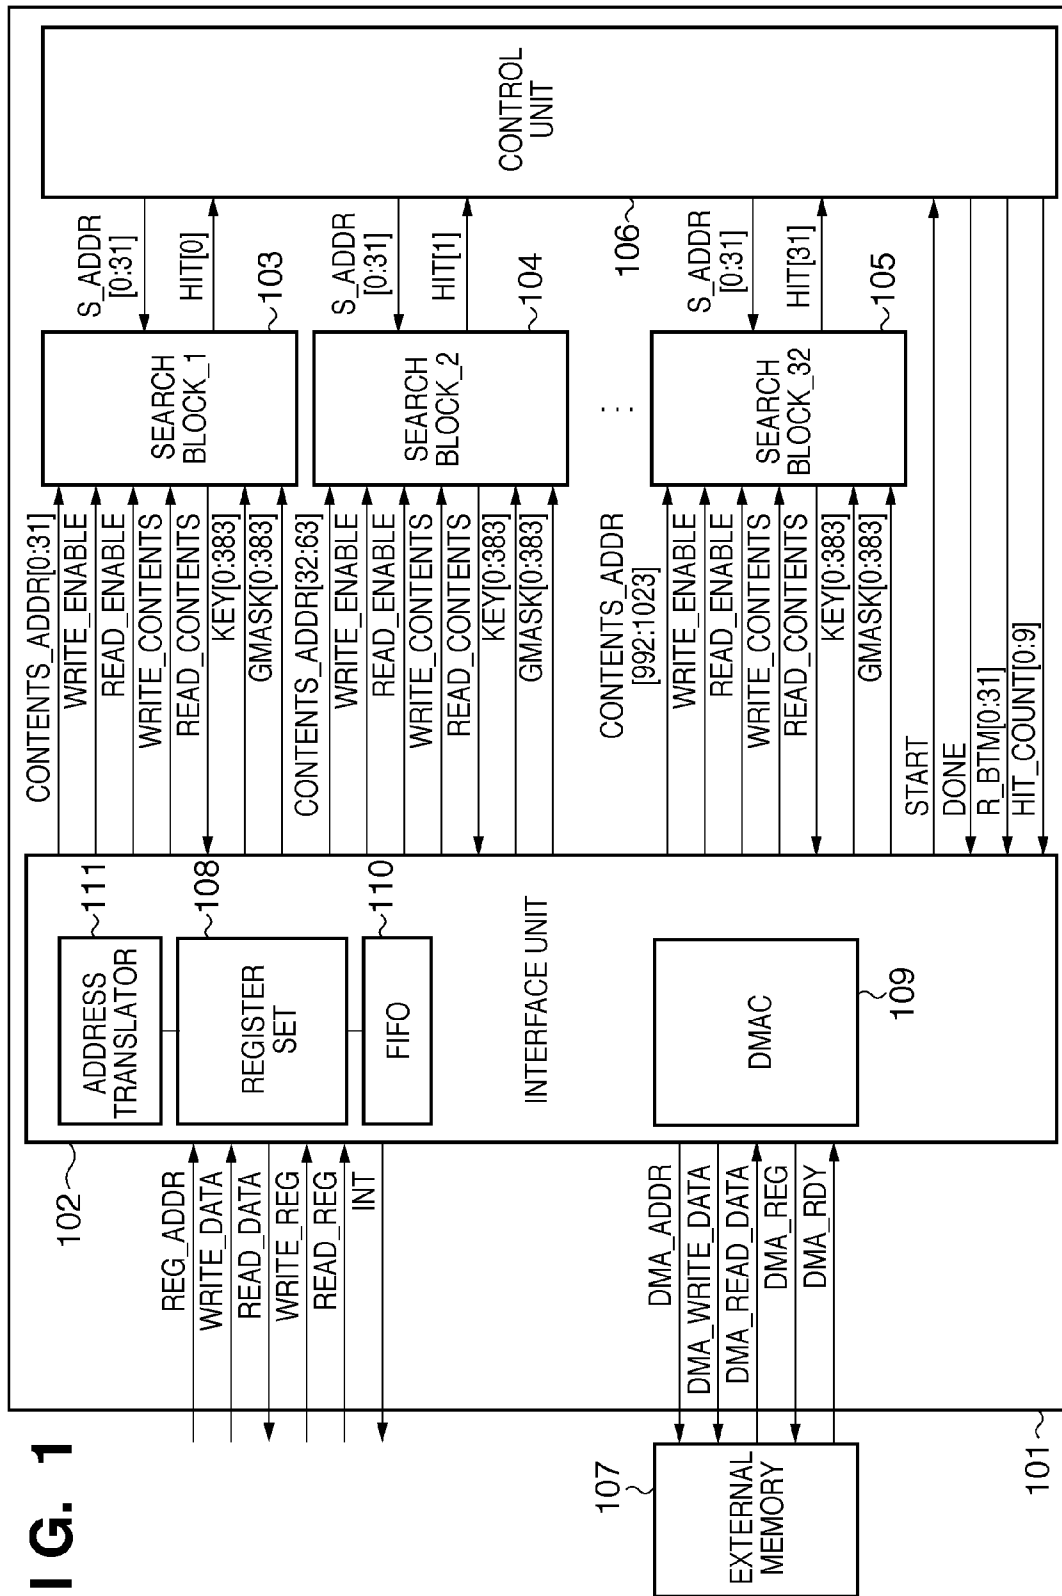 I G. 1
101
102
ADDRESS
TRANSLATOR
111
REGISTER
SET
108
FIFO
110
INTERFACE UNIT
DMAC
109
REG_ADDR
WRITE_DATA
READ_DATA
WRITE_REG
READ_REG
INT
107
EXTERNAL
MEMORY
DMA_ADDR
DMA_WRITE_DATA
DMA_READ_DATA
DMA_REG
DMA_RDY
CONTENTS_ADDR[0:31]
WRITE_ENABLE
READ_ENABLE
WRITE_CONTENTS
READ_CONTENTS
KEY[0:383]
GMASK[0:383]
SEARCH
BLOCK_1
103
S_ADDR
[0:31]
HIT[0]
CONTENTS_ADDR[32:63]
WRITE_ENABLE
READ_ENABLE
WRITE_CONTENTS
READ_CONTENTS
KEY[0:383]
GMASK[0:383]
SEARCH
BLOCK_2
104
S_ADDR
[0:31]
HIT[1]
...
CONTENTS_ADDR
[992:1023]
WRITE_ENABLE
READ_ENABLE
WRITE_CONTENTS
READ_CONTENTS
KEY[0:383]
GMASK[0:383]
SEARCH
BLOCK_32
105
S_ADDR
[0:31]
HIT[31]
START
DONE
R_BTM[0:31]
HIT_COUNT[0:9]
CONTROL
UNIT
106